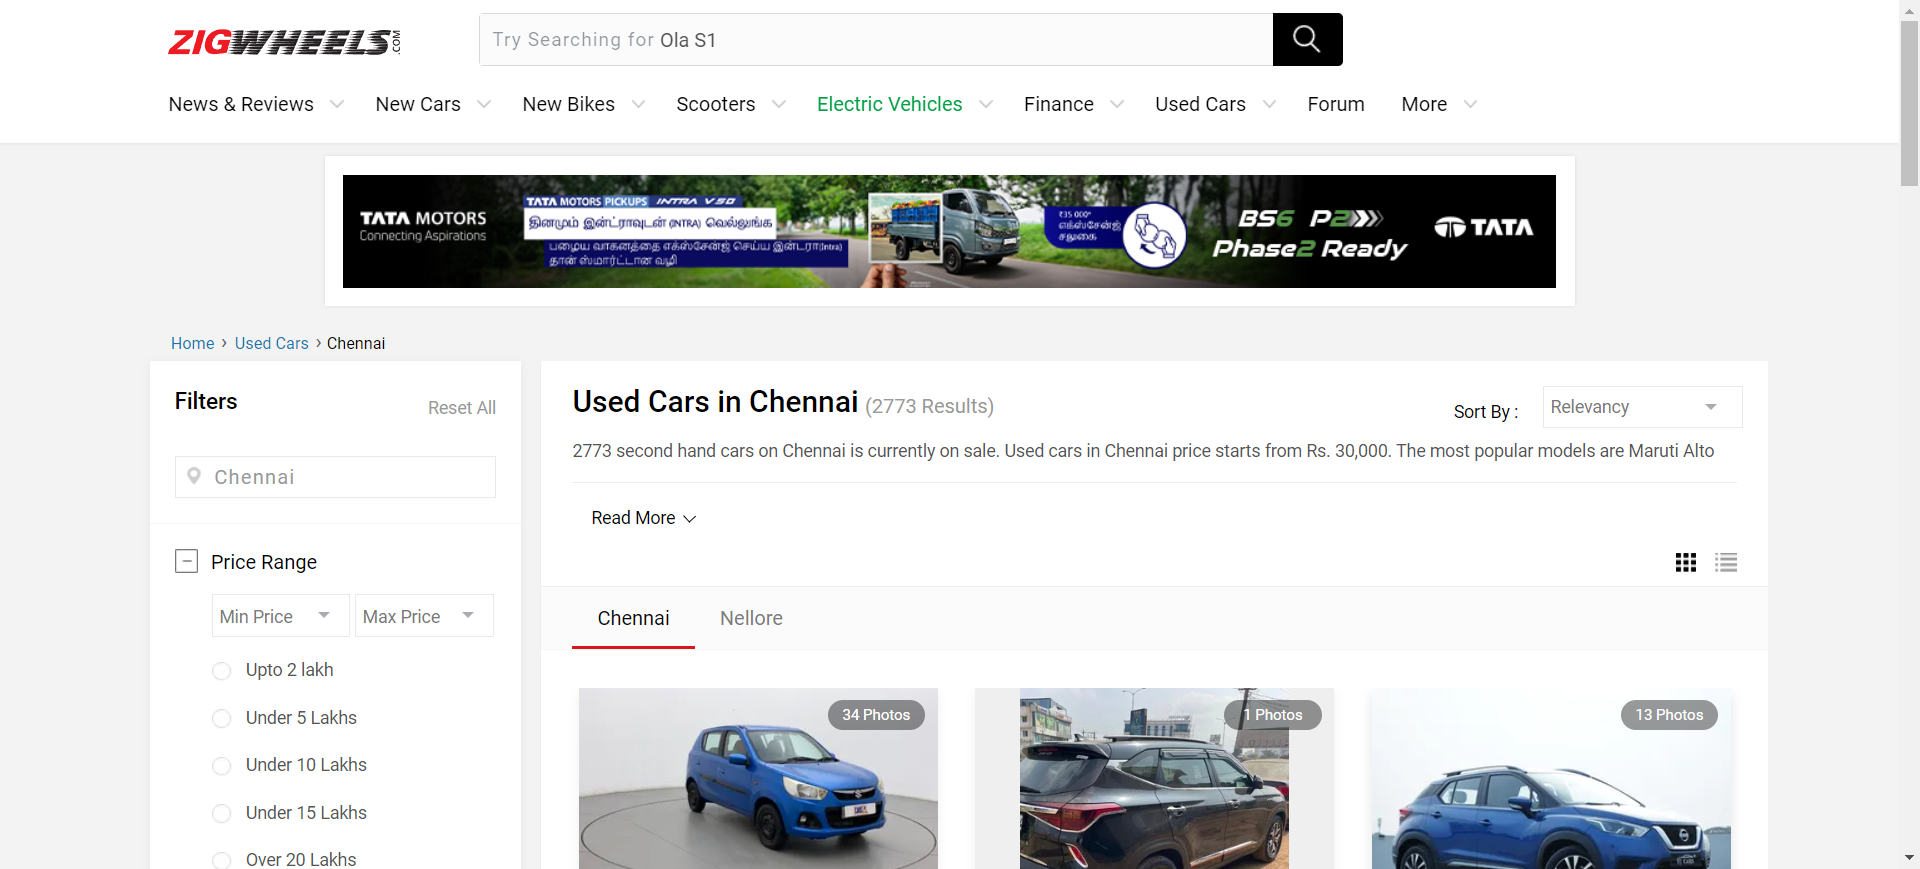 ZIGWHEELS.COM
Try Searching for Ola S1
News & Reviews New Cars New Bikes Scooters Electric Vehicles Finance Used Cars Forum More
TATA MOTORS
Connecting Aspirations
TATA MOTORS PICKUPS INTRA V50
தினமும் இன்ட்ராவுடன் (INTRA) வெல்லுங்க
பழைய வாகனத்தை எக்ஸ்சேஞ் செய்ய இன்டரா(Intra)
தான் ஸ்மார்ட்டான வழி
₹35 000*
எக்ஸ்சேன்ஜ்
சலுகை
BS6 P2
Phase2 Ready
TATA
Home › Used Cars › Chennai
Filters
Reset All
Chennai
Price Range
Min Price Max Price
Upto 2 lakh
Under 5 Lakhs
Under 10 Lakhs
Under 15 Lakhs
Over 20 Lakhs
Used Cars in Chennai (2773 Results)
Sort By : Relevancy
2773 second hand cars on Chennai is currently on sale. Used cars in Chennai price starts from Rs. 30,000. The most popular models are Maruti Alto
Read More
Chennai Nellore
34 Photos
1 Photos
13 Photos